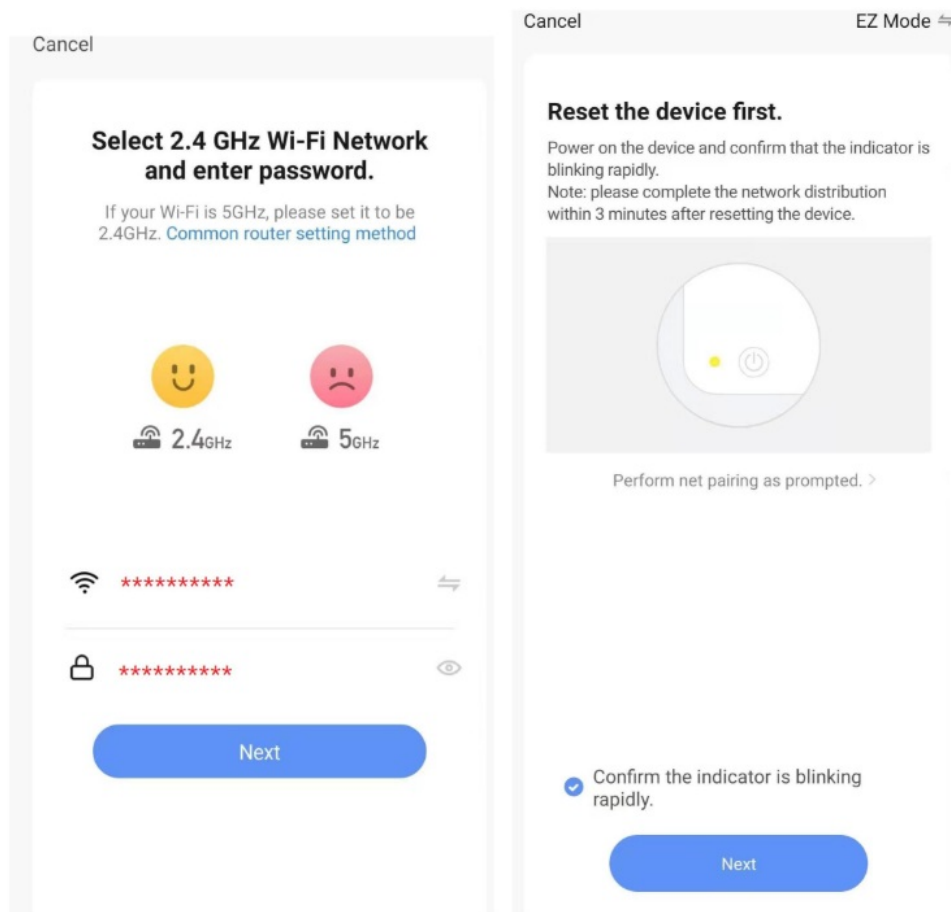 Cancel
Select 2.4 GHz Wi-Fi Network
and enter password.
If your Wi-Fi is 5GHz, please set it to be
2.4GHz. Common router setting method
2.4GHz
5GHz
**********
**********
Next
Cancel
EZ Mode
Reset the device first.
Power on the device and confirm that the indicator is
blinking rapidly.
Note: please complete the network distribution
within 3 minutes after resetting the device.
Perform net pairing as prompted. >
Confirm the indicator is blinking
rapidly.
Next